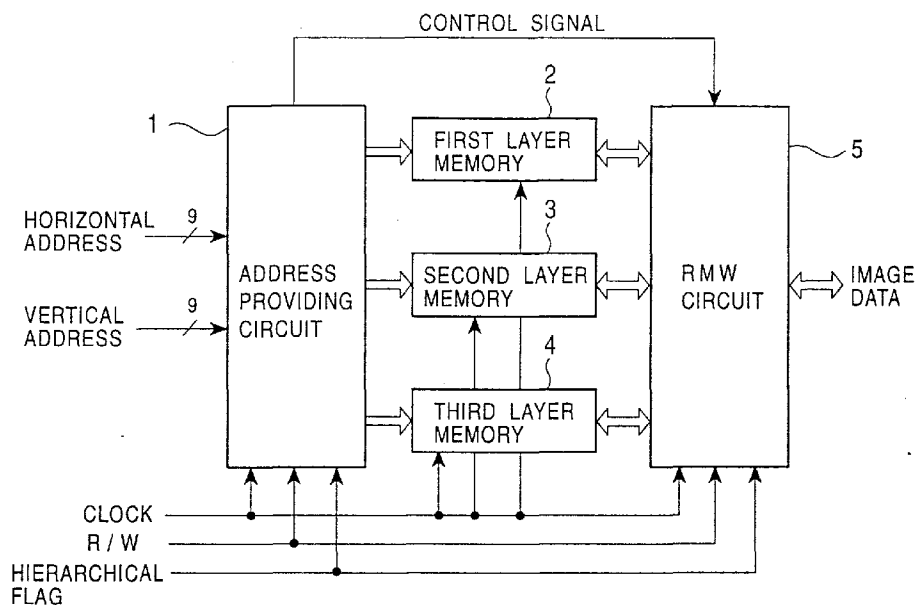 CONTROL SIGNAL
1
2
FIRST LAYER
MEMORY
5
HORIZONTAL
ADDRESS
9
3
ADDRESS
PROVIDING
CIRCUIT
SECOND LAYER
MEMORY
RMW
CIRCUIT
IMAGE
DATA
VERTICAL
ADDRESS
9
4
THIRD LAYER
MEMORY
CLOCK
R / W
HIERARCHICAL
FLAG